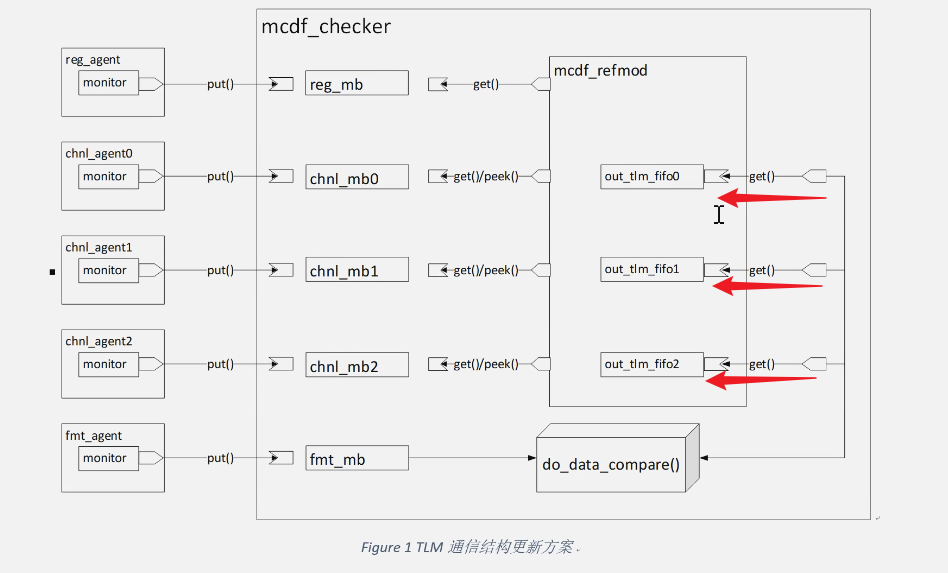 mcdf_checker
reg_agent
monitor
put()
reg_mb
get()
mcdf_refmod
chnl_agent0
monitor
put()
chnl_mb0
get()/peek()
out_tlm_fifo0
get()
chnl_agent1
monitor
put()
chnl_mb1
get()/peek()
out_tlm_fifo1
get()
chnl_agent2
monitor
put()
chnl_mb2
get()/peek()
out_tlm_fifo2
get()
fmt_agent
monitor
put()
fmt_mb
do_data_compare()
Figure 1 TLM 通信结构更新方案